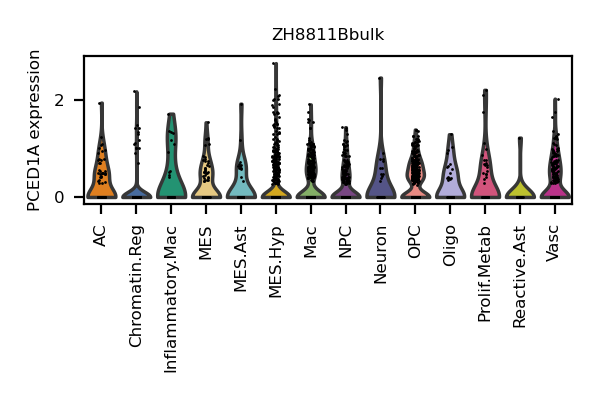 ZH8811Bbulk
PCED1A expression
2
0
AC
Chromatin.Reg
Inflammatory.Mac
MES
MES.Ast
MES.Hyp
Mac
NPC
Neuron
OPC
Oligo
Prolif.Metab
Reactive.Ast
Vasc